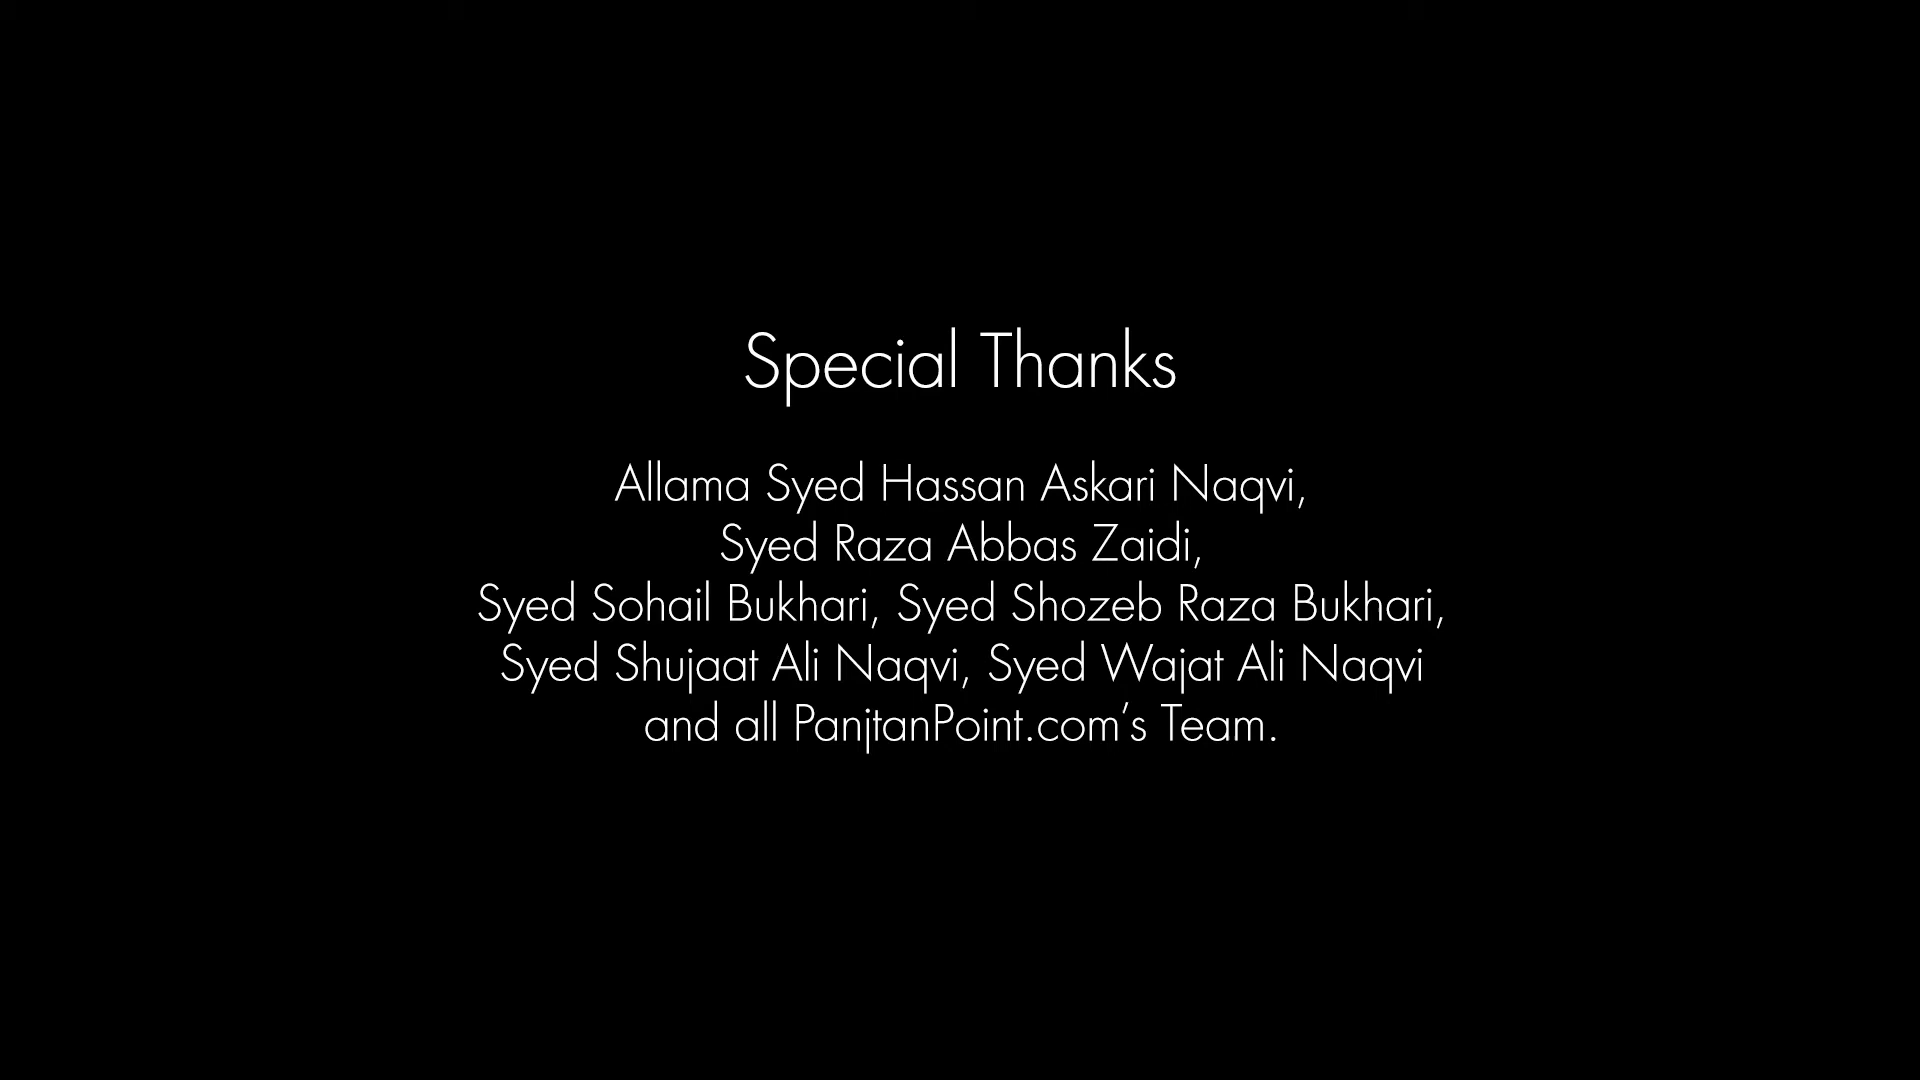 Special Thanks
Allama Syed Hassan Askari Naqvi,
Syed Raza Abbas Zaidi,
Syed Sohail Bukhari, Syed Shozeb Raza Bukhari,
Syed Shujaat Ali Naqvi, Syed Wajat Ali Naqvi
and all PanjtanPoint.com’s Team.